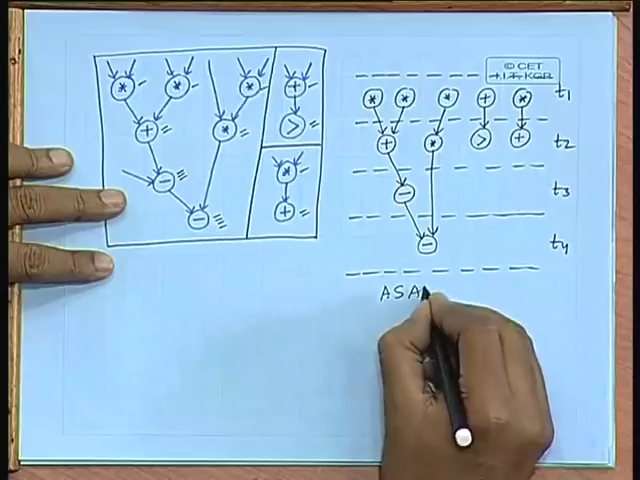 © CET
I.I.T. KGP
* * * + * * * + * t₁
+ * > + * > + t₂
- * - t₃
- + - t₄
ASA